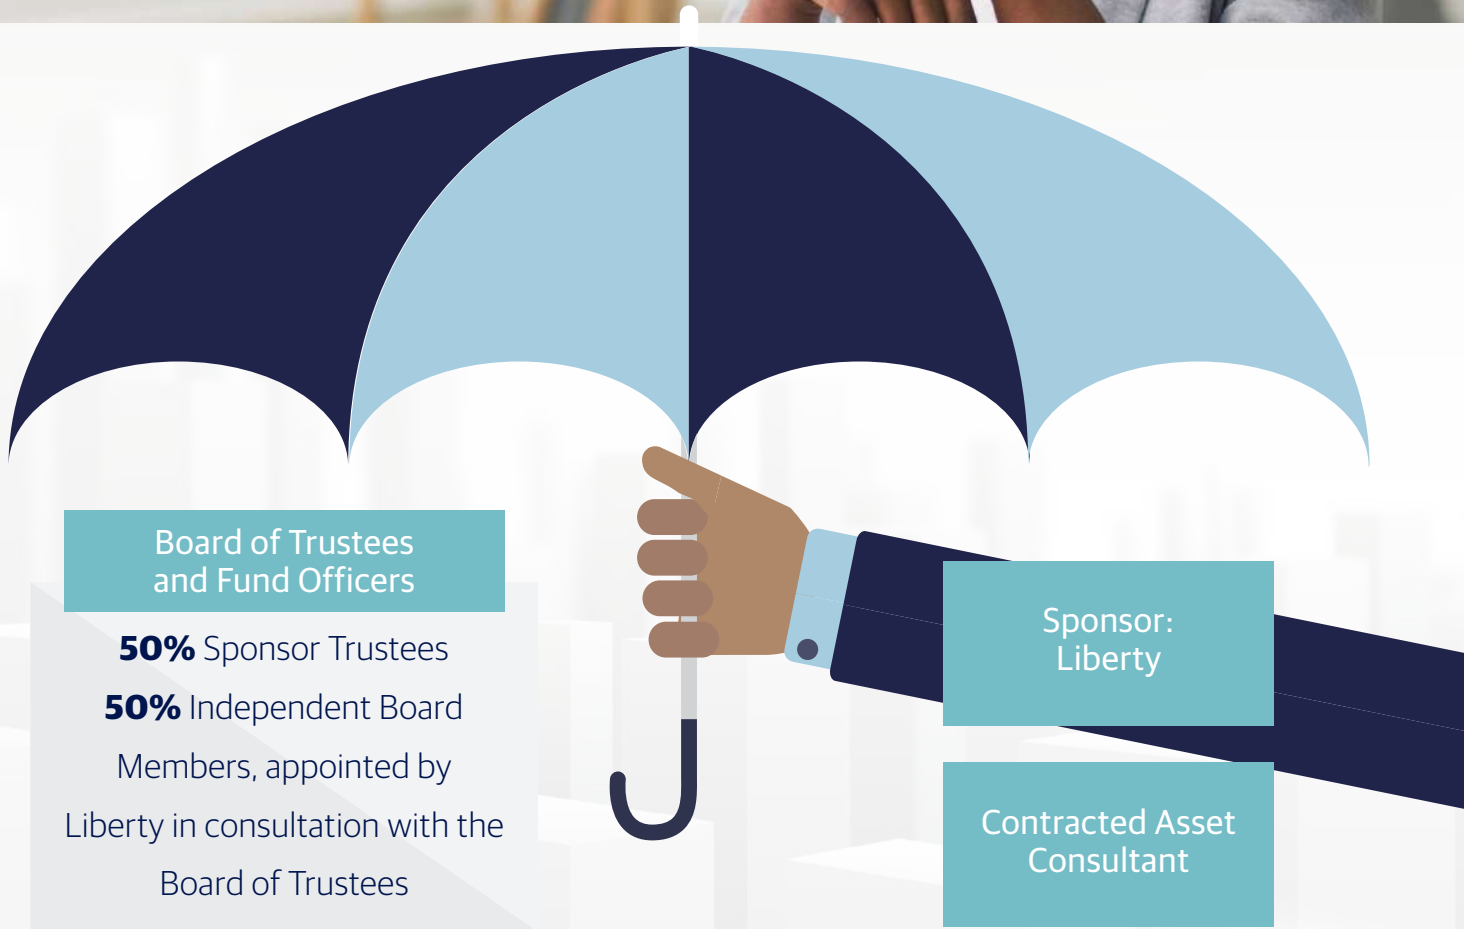 Board of Trustees
and Fund Officers
50% Sponsor Trustees
50% Independent Board
Members, appointed by
Liberty in consultation with the
Board of Trustees
Sponsor:
Liberty
Contracted Asset
Consultant